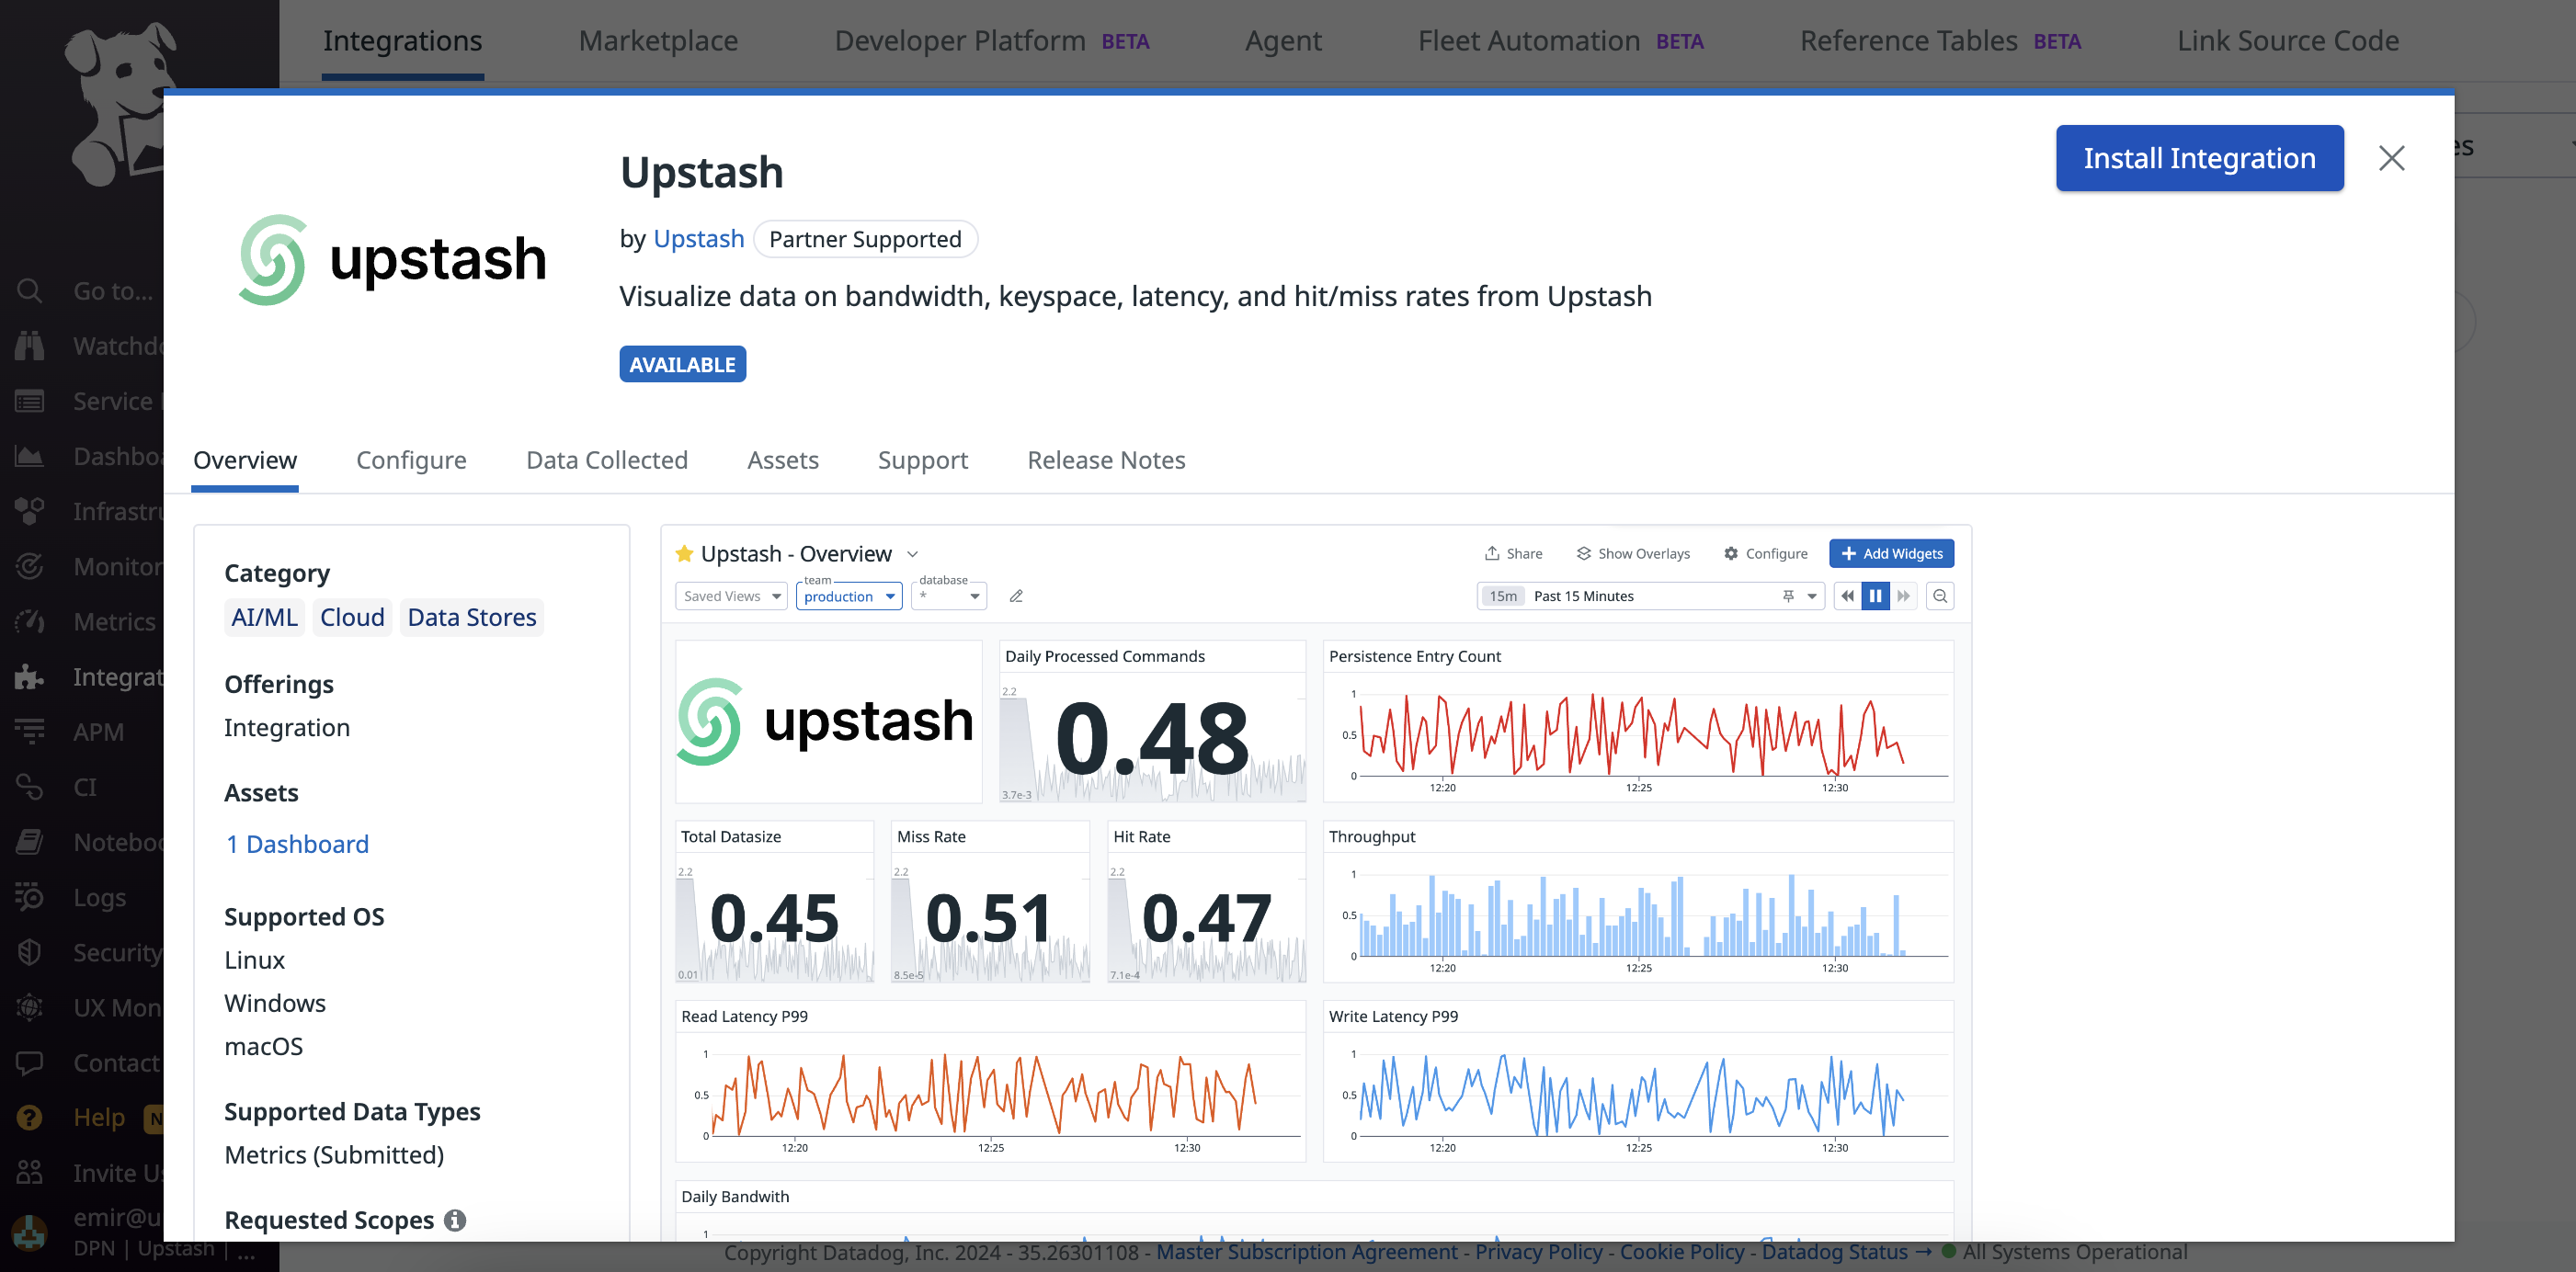 Integrations Marketplace Developer Platform BETA Agent Fleet Automation BETA Reference Tables BETA Link Source Code
Go to...
Service
Metrics
APM
CI
Logs
Security
Contact
Help
emir@u
DPN | Upstash | ...
upstash
Upstash
Install Integration
by Upstash Partner Supported
Visualize data on bandwidth, keyspace, latency, and hit/miss rates from Upstash
AVAILABLE
Overview Configure Data Collected Assets Support Release Notes
Category
AI/ML Cloud Data Stores
Offerings
Integration
Assets
1 Dashboard
Supported OS
Linux
Windows
macOS
Supported Data Types
Metrics (Submitted)
Requested Scopes
Upstash - Overview Share Show Overlays Configure Add Widgets
Saved Views team production database * 15m Past 15 Minutes
upstash
Daily Processed Commands
2.2
0.48
3.7e-3
Persistence Entry Count
1
0.5
0
12:20 12:25 12:30
Total Datasize
2.2
0.45
0.01
Miss Rate
2.2
0.51
8.5e-5
Hit Rate
2.2
0.47
7.1e-4
Throughput
1
0.5
0
12:20 12:25 12:30
Read Latency P99
1
0.5
0
12:20 12:25 12:30
Write Latency P99
1
0.5
0
12:20 12:25 12:30
Daily Bandwith
1
Copyright Datadog, Inc. 2024 - 35.26301108 - Master Subscription Agreement - Privacy Policy - Cookie Policy - Datadog Status → All Systems Operational